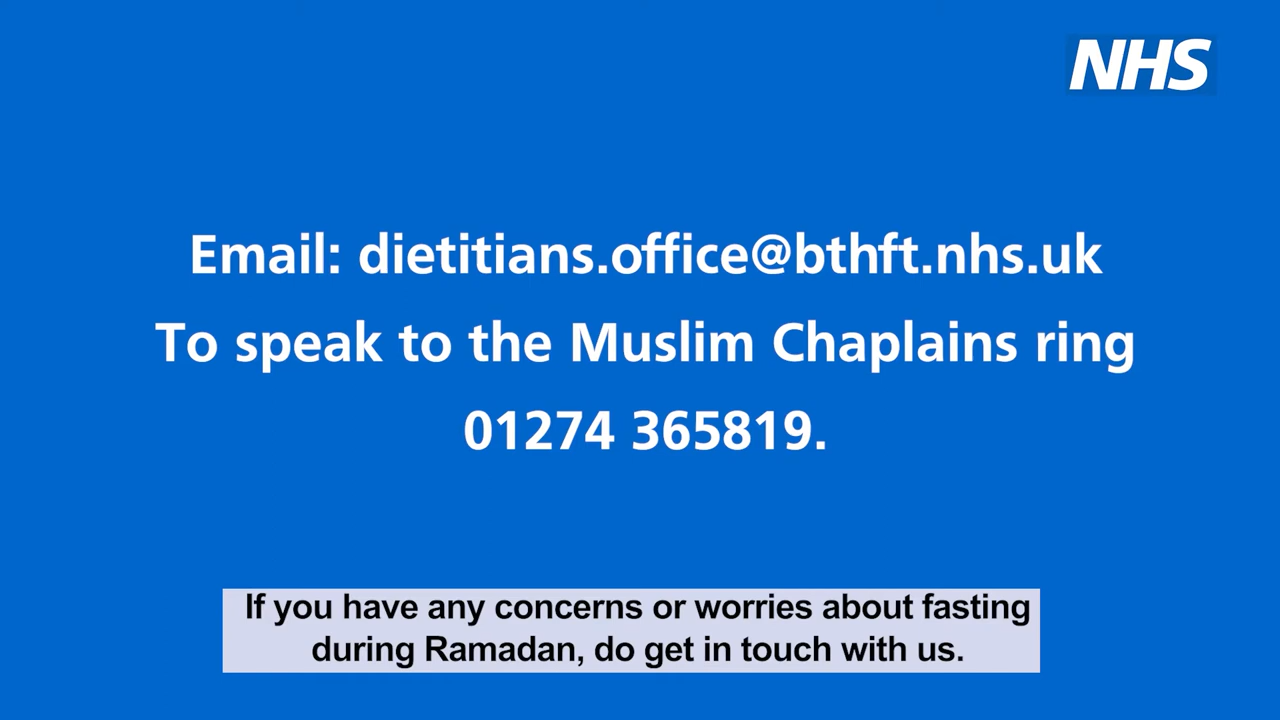 NHS
Email: dietitians.office@bthft.nhs.uk
To speak to the Muslim Chaplains ring
01274 365819.
If you have any concerns or worries about fasting
during Ramadan, do get in touch with us.